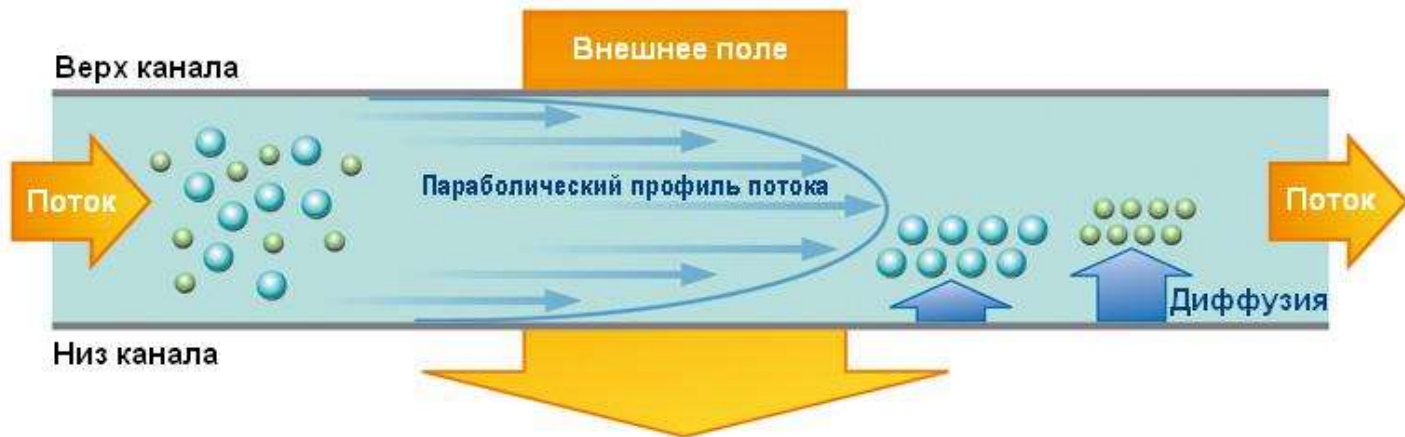 Внешнее поле
Верх канала
Поток
Параболический профиль потока
Поток
Диффузия
Низ канала